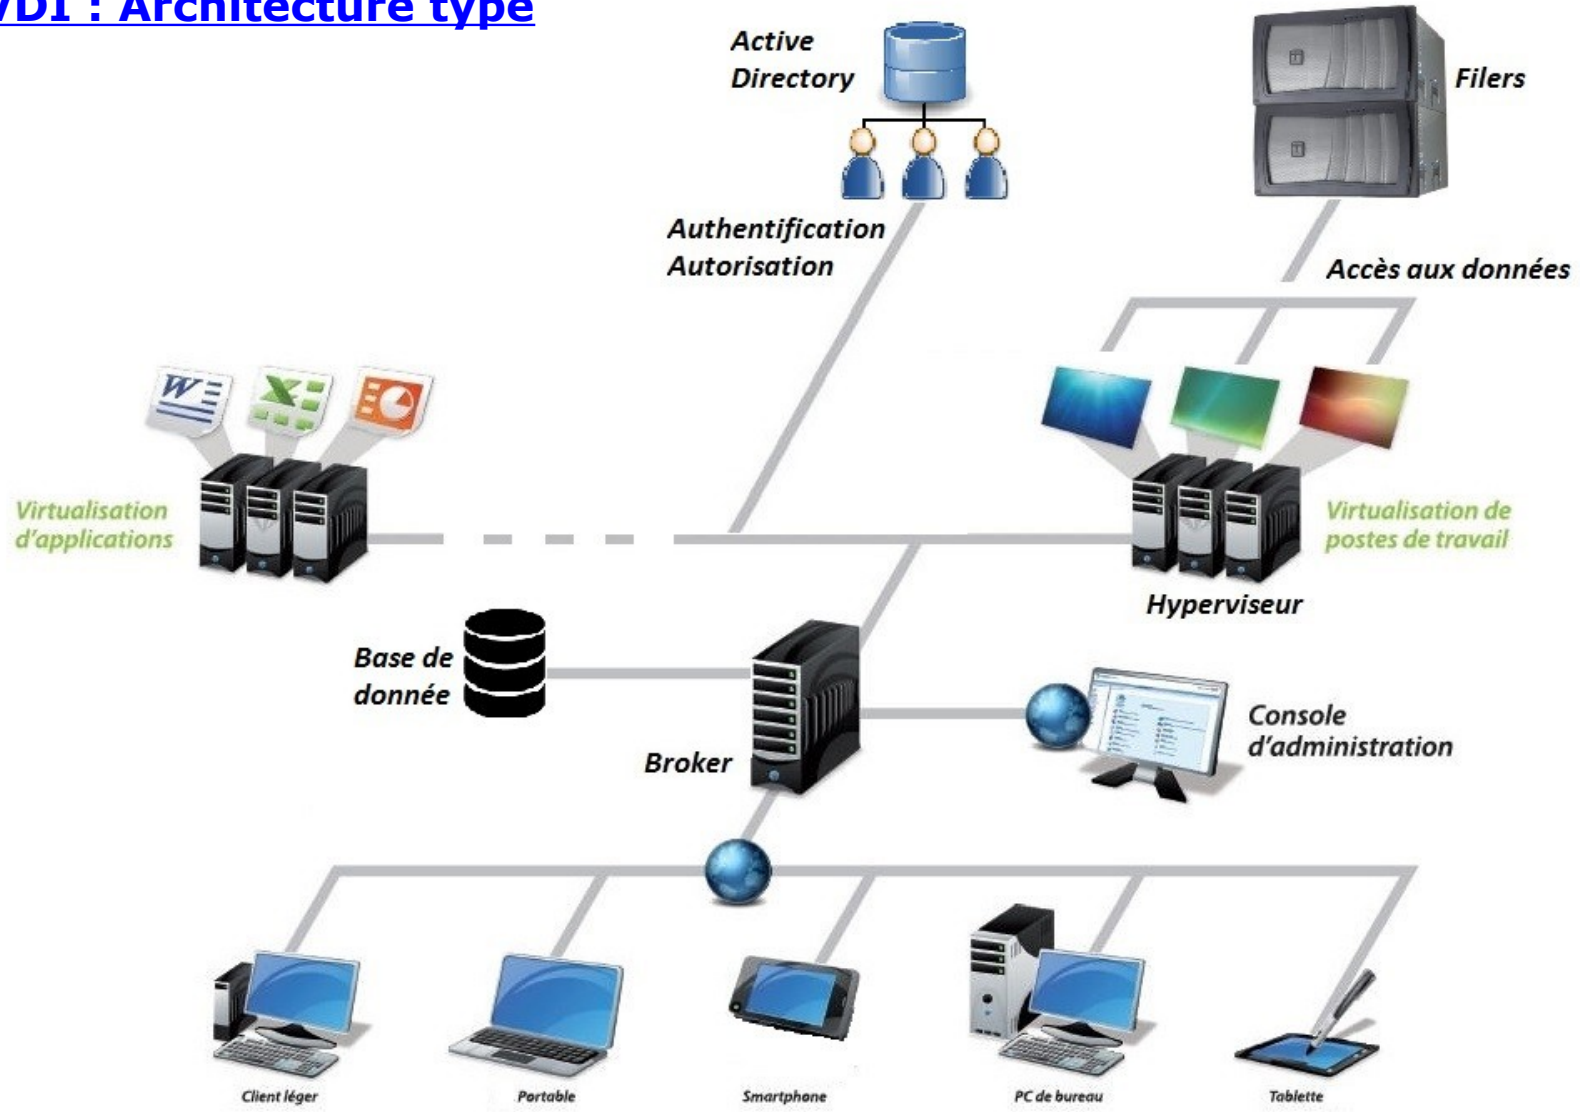 VDI : Architecture type
Active
Directory
Filers
Authentification
Autorisation
Accès aux données
W
X
Virtualisation
d'applications
Virtualisation de
postes de travail
Hyperviseur
Base de
donnée
Broker
Console
d'administration
Client léger
Portable
Smartphone
PC de bureau
Tablette